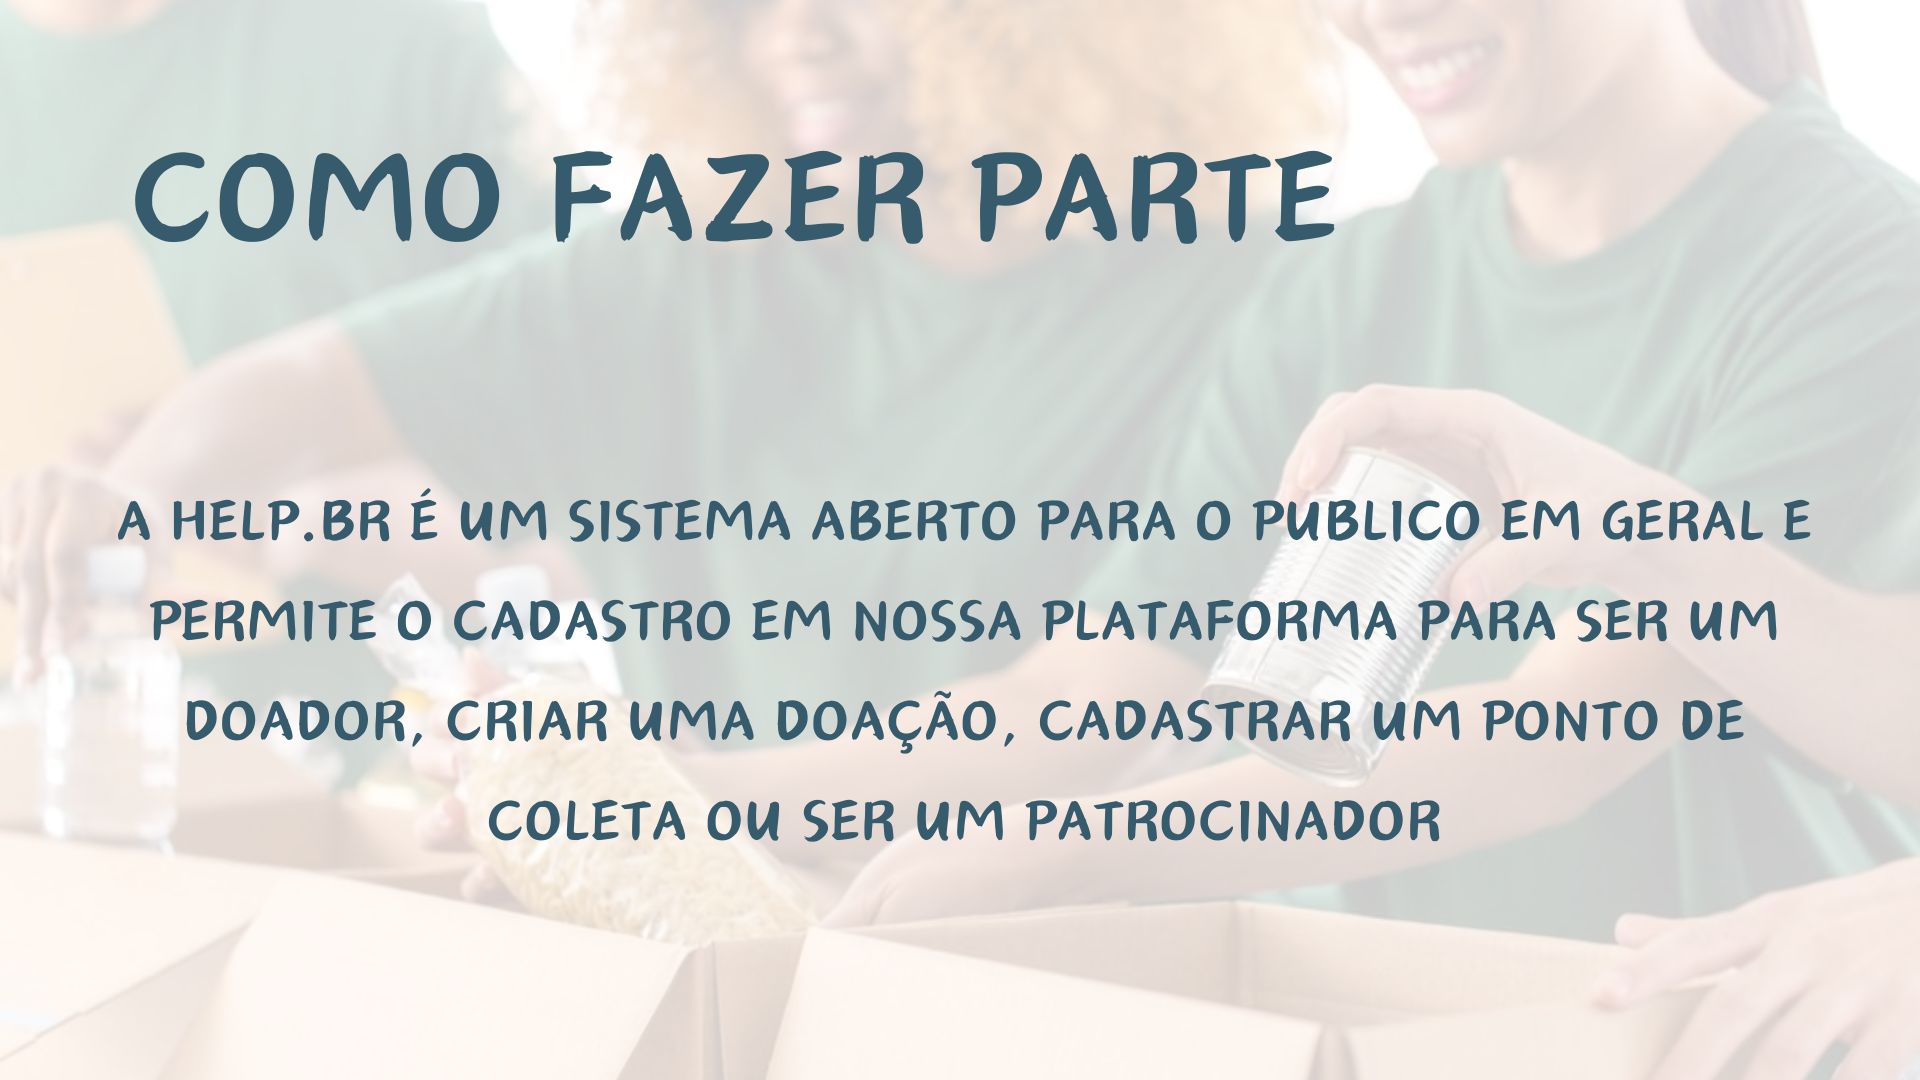 COMO FAZER PARTE
A HELP.BR É UM SISTEMA ABERTO PARA O PUBLICO EM GERAL E
PERMITE O CADASTRO EM NOSSA PLATAFORMA PARA SER UM
DOADOR, CRIAR UMA DOAÇÃO, CADASTRAR UM PONTO DE
COLETA OU SER UM PATROCINADOR